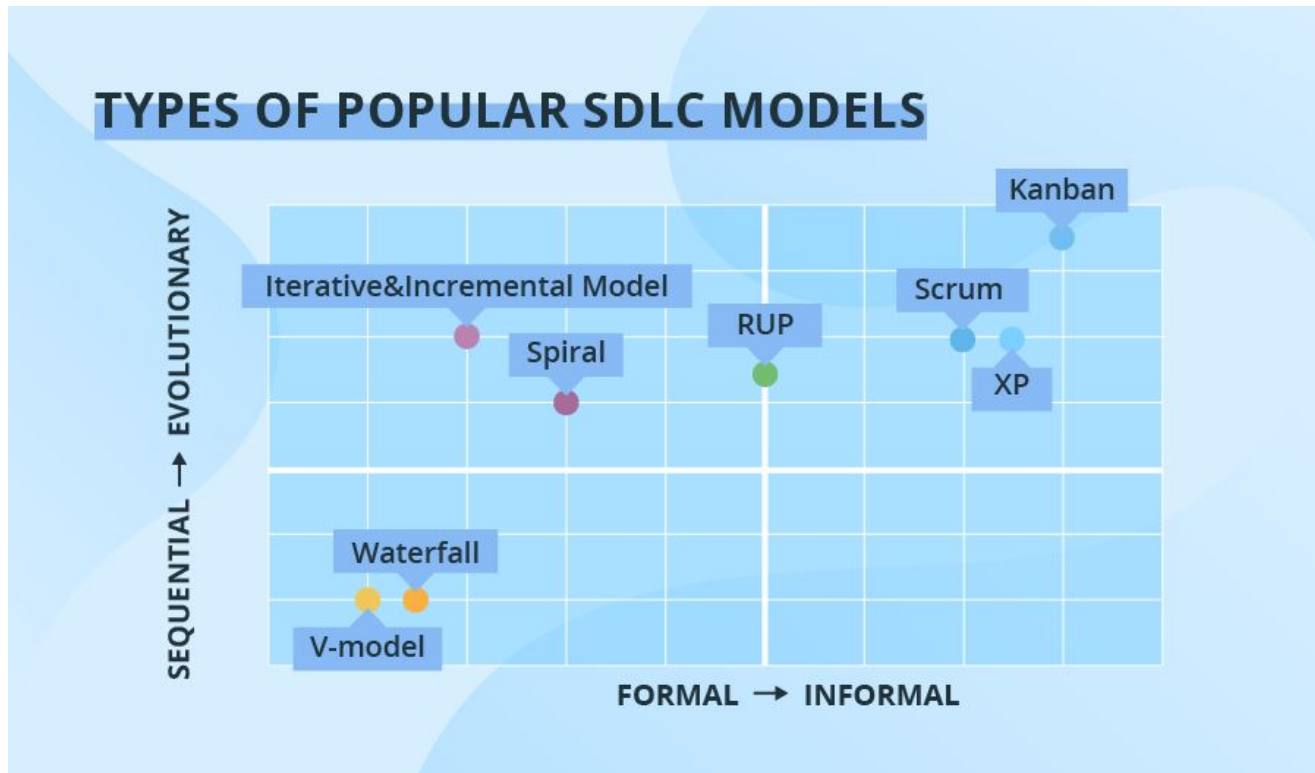 TYPES OF POPULAR SDLC MODELS
Kanban
Iterative&Incremental Model
Scrum
RUP
Spiral
XP
Waterfall
V-model
SEQUENTIAL → EVOLUTIONARY
FORMAL → INFORMAL